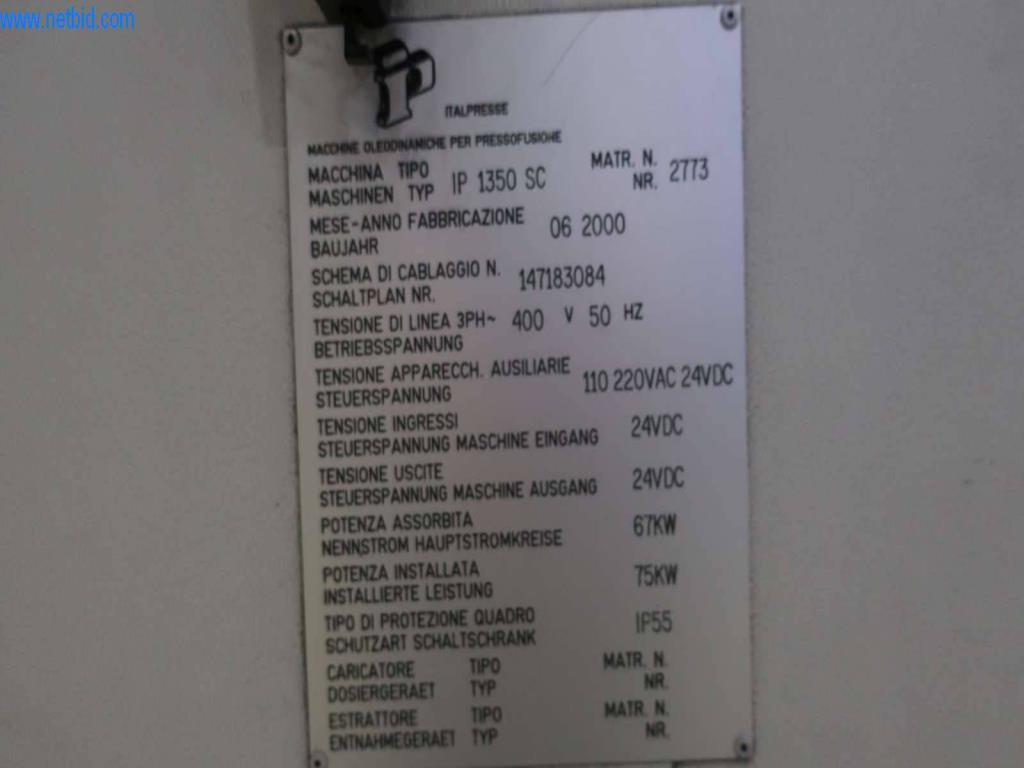 www.netbid.com
IP
ITALPRESSE
MACCHINE OLEODINAMICHE PER PRESSOFUSIONE
MACCHINA TIPO
MASCHINEN TYP IP 1350 SC
MATR. N.
NR. 2773
MESE-ANNO FABBRICAZIONE
BAUJAHR
06 2000
SCHEMA DI CABLAGGIO N.
SCHALTPLAN NR.
147183084
TENSIONE DI LINEA 3PH~ 400 V 50 HZ
BETRIEBSSPANNUNG
TENSIONE APPARECCH. AUSILIARIE
STEUERSPANNUNG
110 220VAC 24VDC
TENSIONE INGRESSI
STEUERSPANNUNG MASCHINE EINGANG
24VDC
TENSIONE USCITE
STEUERSPANNUNG MASCHINE AUSGANG
24VDC
POTENZA ASSORBITA
NENNSTROM HAUPTSTROMKREISE
67KW
POTENZA INSTALLATA
INSTALLIERTE LEISTUNG
75KW
TIPO DI PROTEZIONE QUADRO
SCHUTZART SCHALTSCHRANK
IP55
CARICATORE TIPO MATR. N.
DOSIERGERAET TYP NR.
ESTRATTORE TIPO MATR. N.
ENTNAHMEGERAET TYP NR.